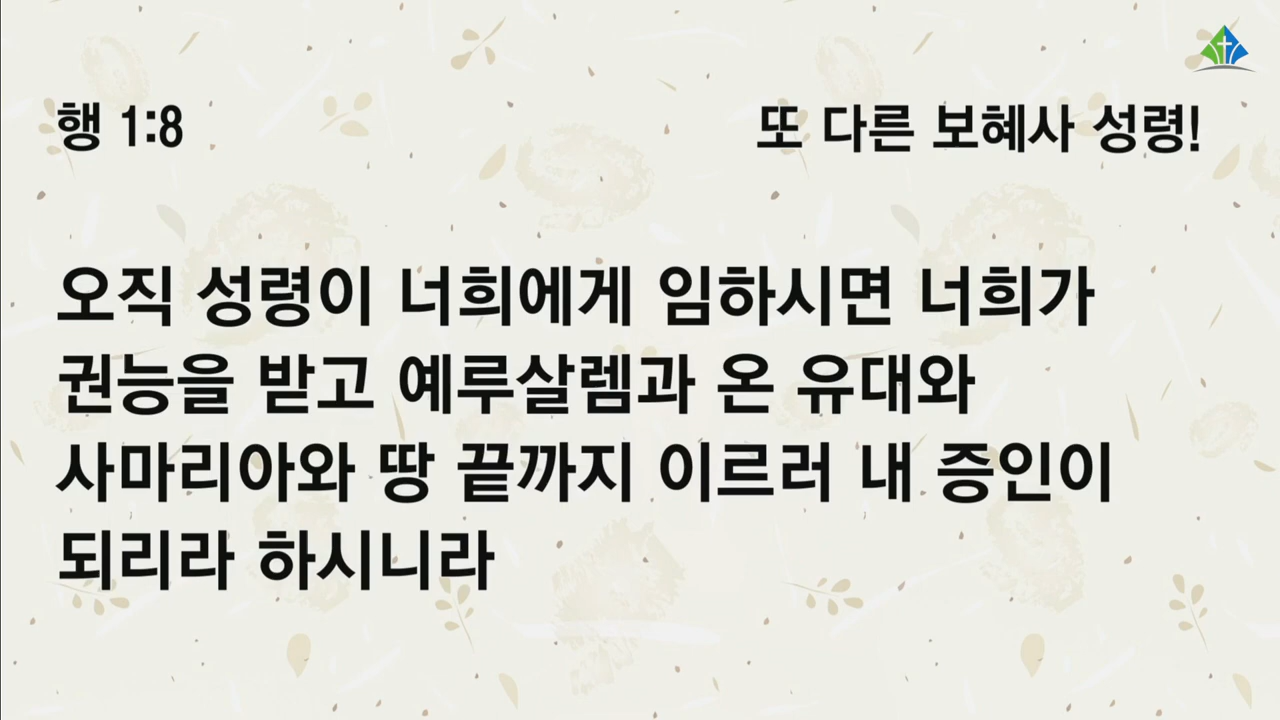 행 1:8
또 다른 보혜사 성령!
오직 성령이 너희에게 임하시면 너희가
권능을 받고 예루살렘과 온 유대와
사마리아와 땅 끝까지 이르러 내 증인이
되리라 하시니라